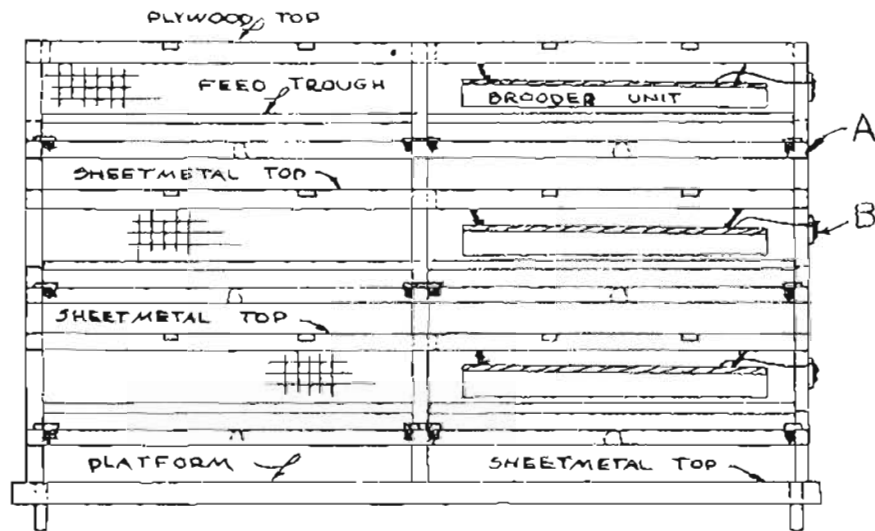 PLYWOOD TOP
FEED TROUGH
BROODER UNIT
A
SHEETMETAL TOP
B
SHEETMETAL TOP
PLATFORM
SHEETMETAL TOP